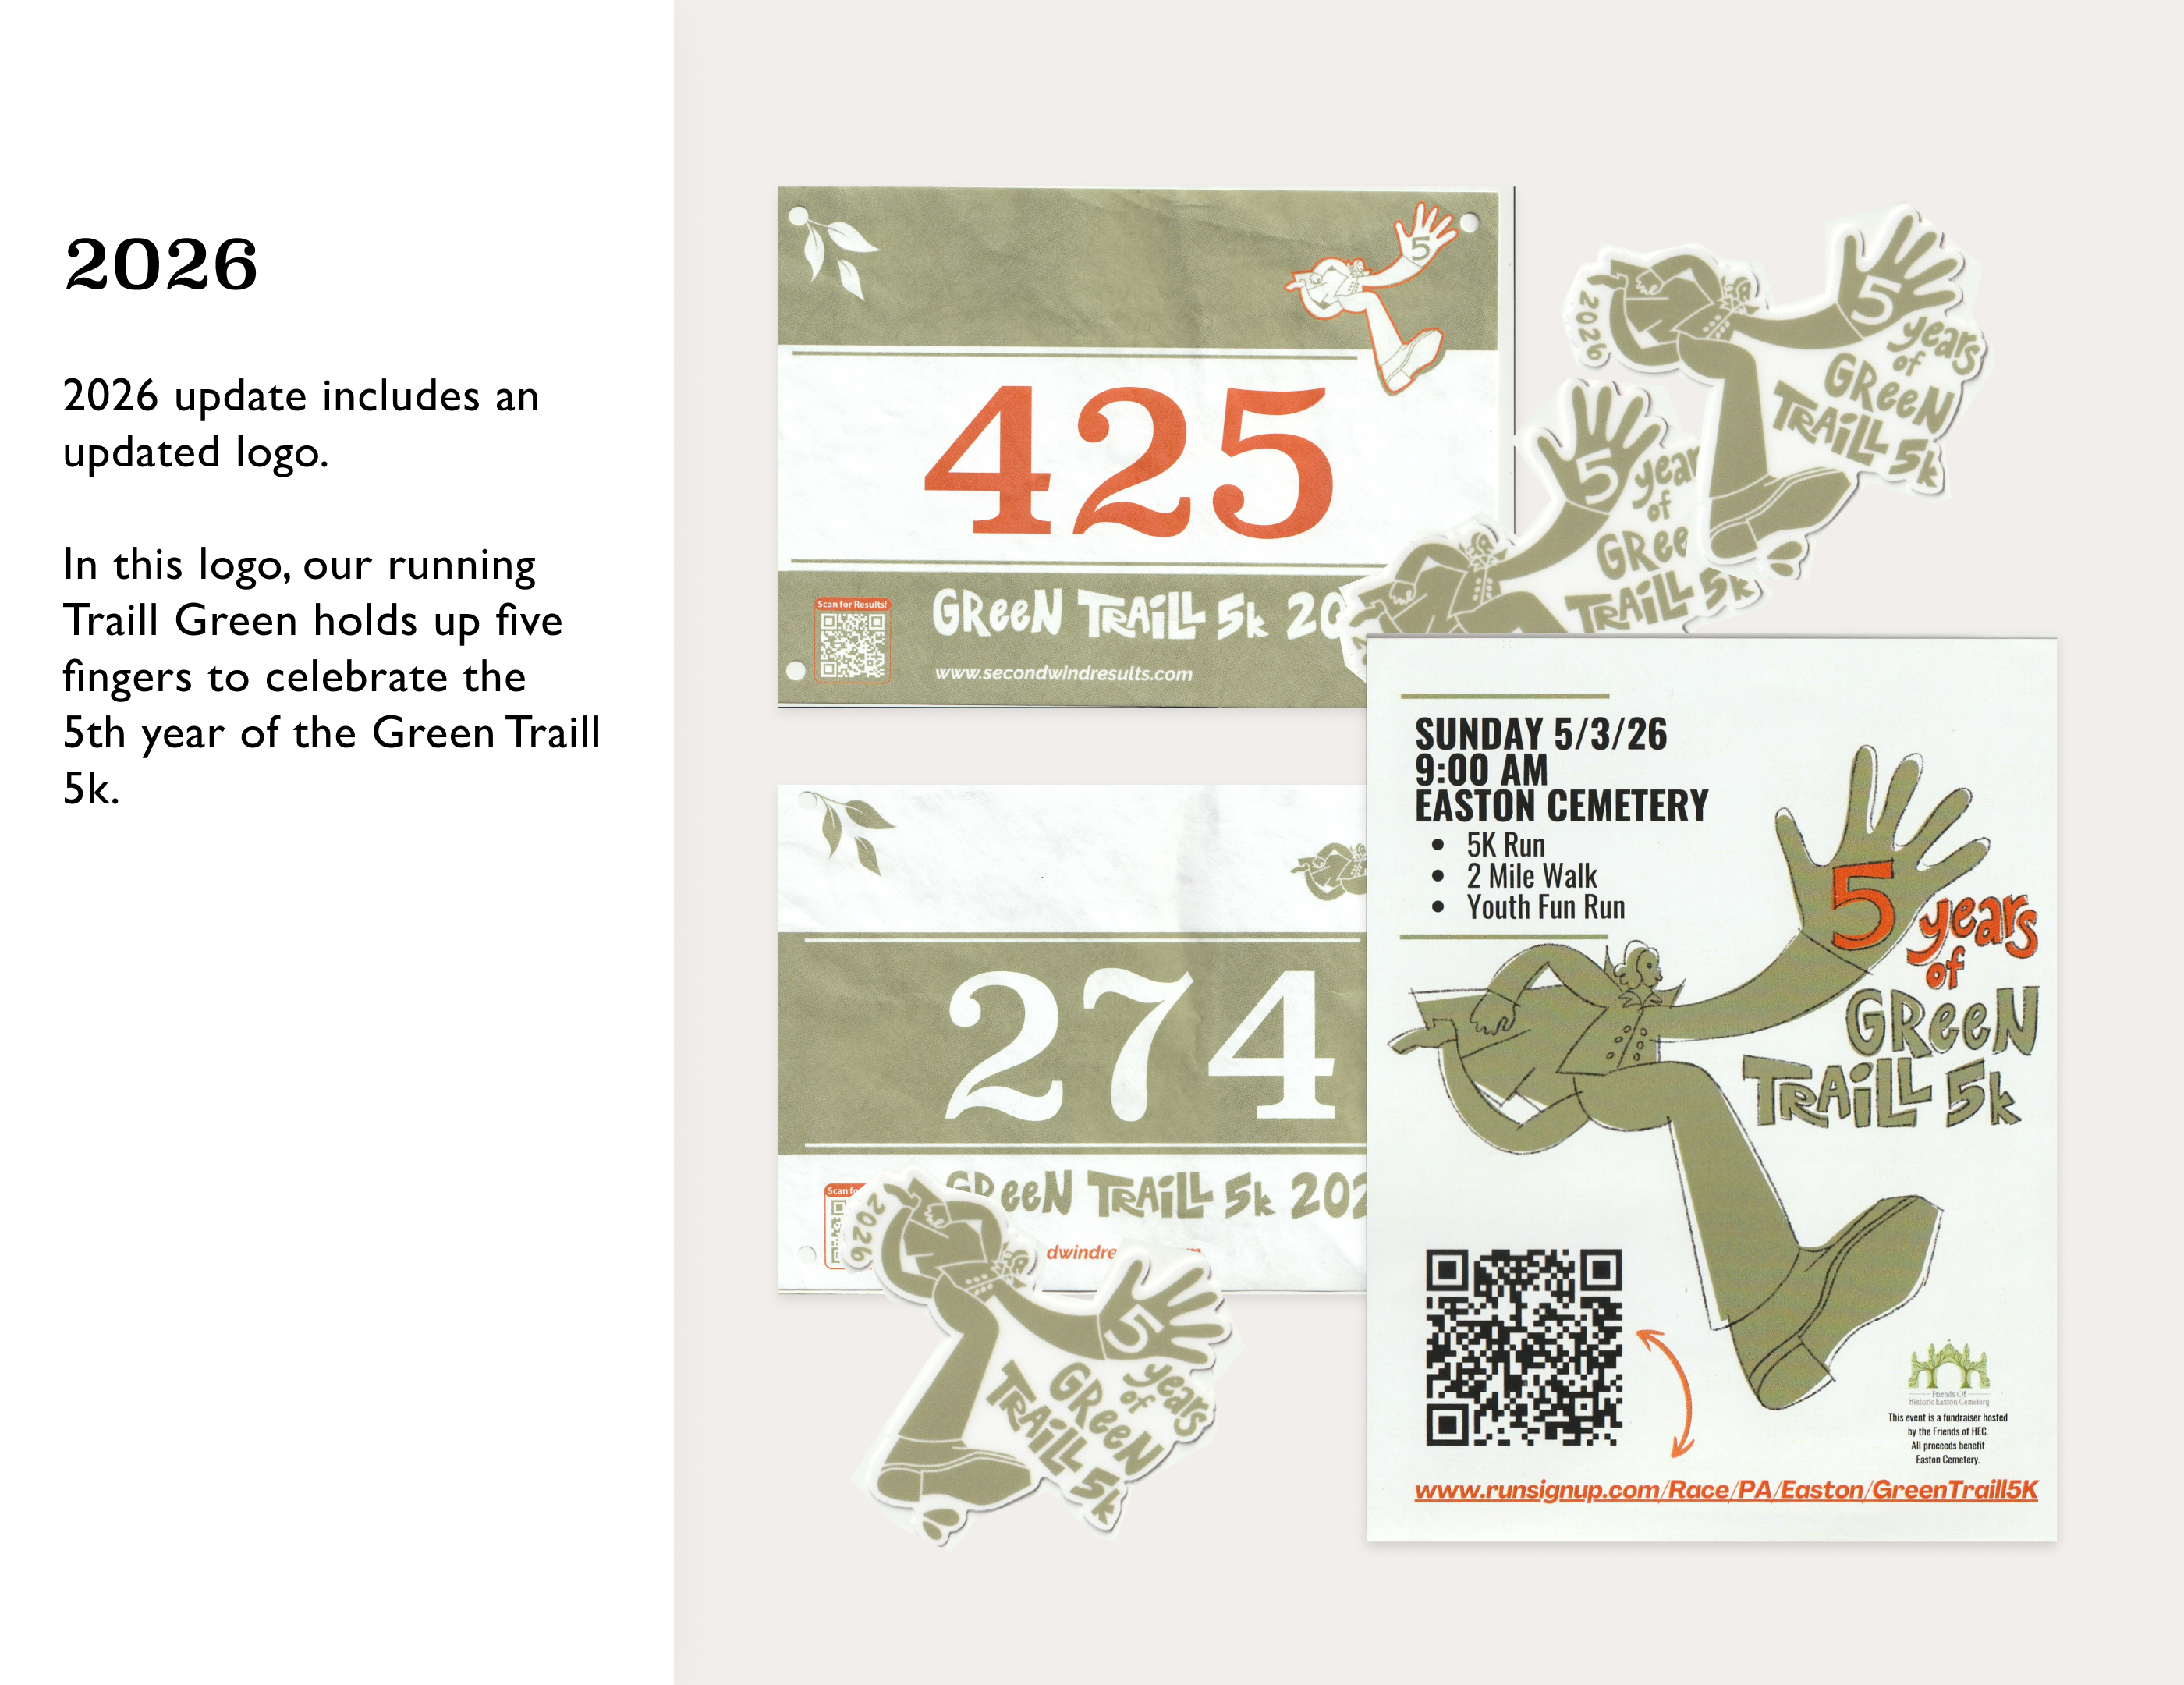 2026
2026 update includes an
updated logo.
In this logo, our running
Traill Green holds up five
fingers to celebrate the
5th year of the Green Traill
5k.
5
425
Scan for Results!
GReeN TRAiLL 5k 20
www.secondwindresults.com
2026
5
years
of
GReeN
TRAiLL 5k
5
year
of
GRee
TRAiLL 5k
274
Scan fo
GReeN TRAiLL 5k 202
dwindre
2026
5
years
of
GReeN
TRAiLL 5k
SUNDAY 5/3/26
9:00 AM
EASTON CEMETERY
• 5K Run
• 2 Mile Walk
• Youth Fun Run
5
years
of
GReeN
TRAiLL 5k
Friends Of
Historic Easton Cemetery
This event is a fundraiser hosted
by the Friends of HEC.
All proceeds benefit
Easton Cemetery.
www.runsignup.com/Race/PA/Easton/GreenTraill5K